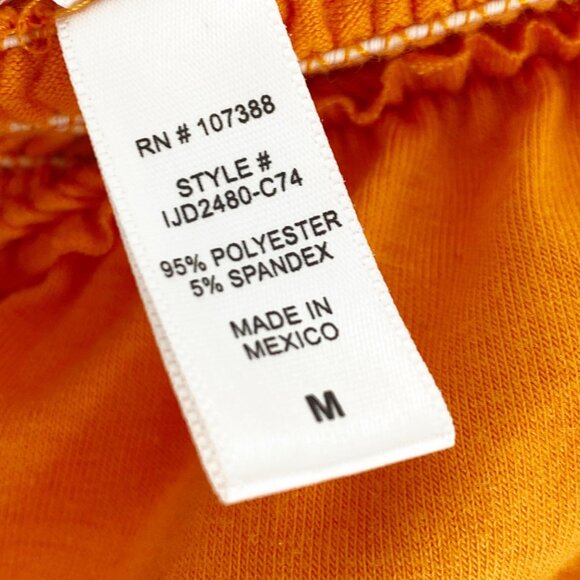 RN # 107388
STYLE #
IJD2480-C74
95% POLYESTER
5% SPANDEX
MADE IN
MEXICO
M